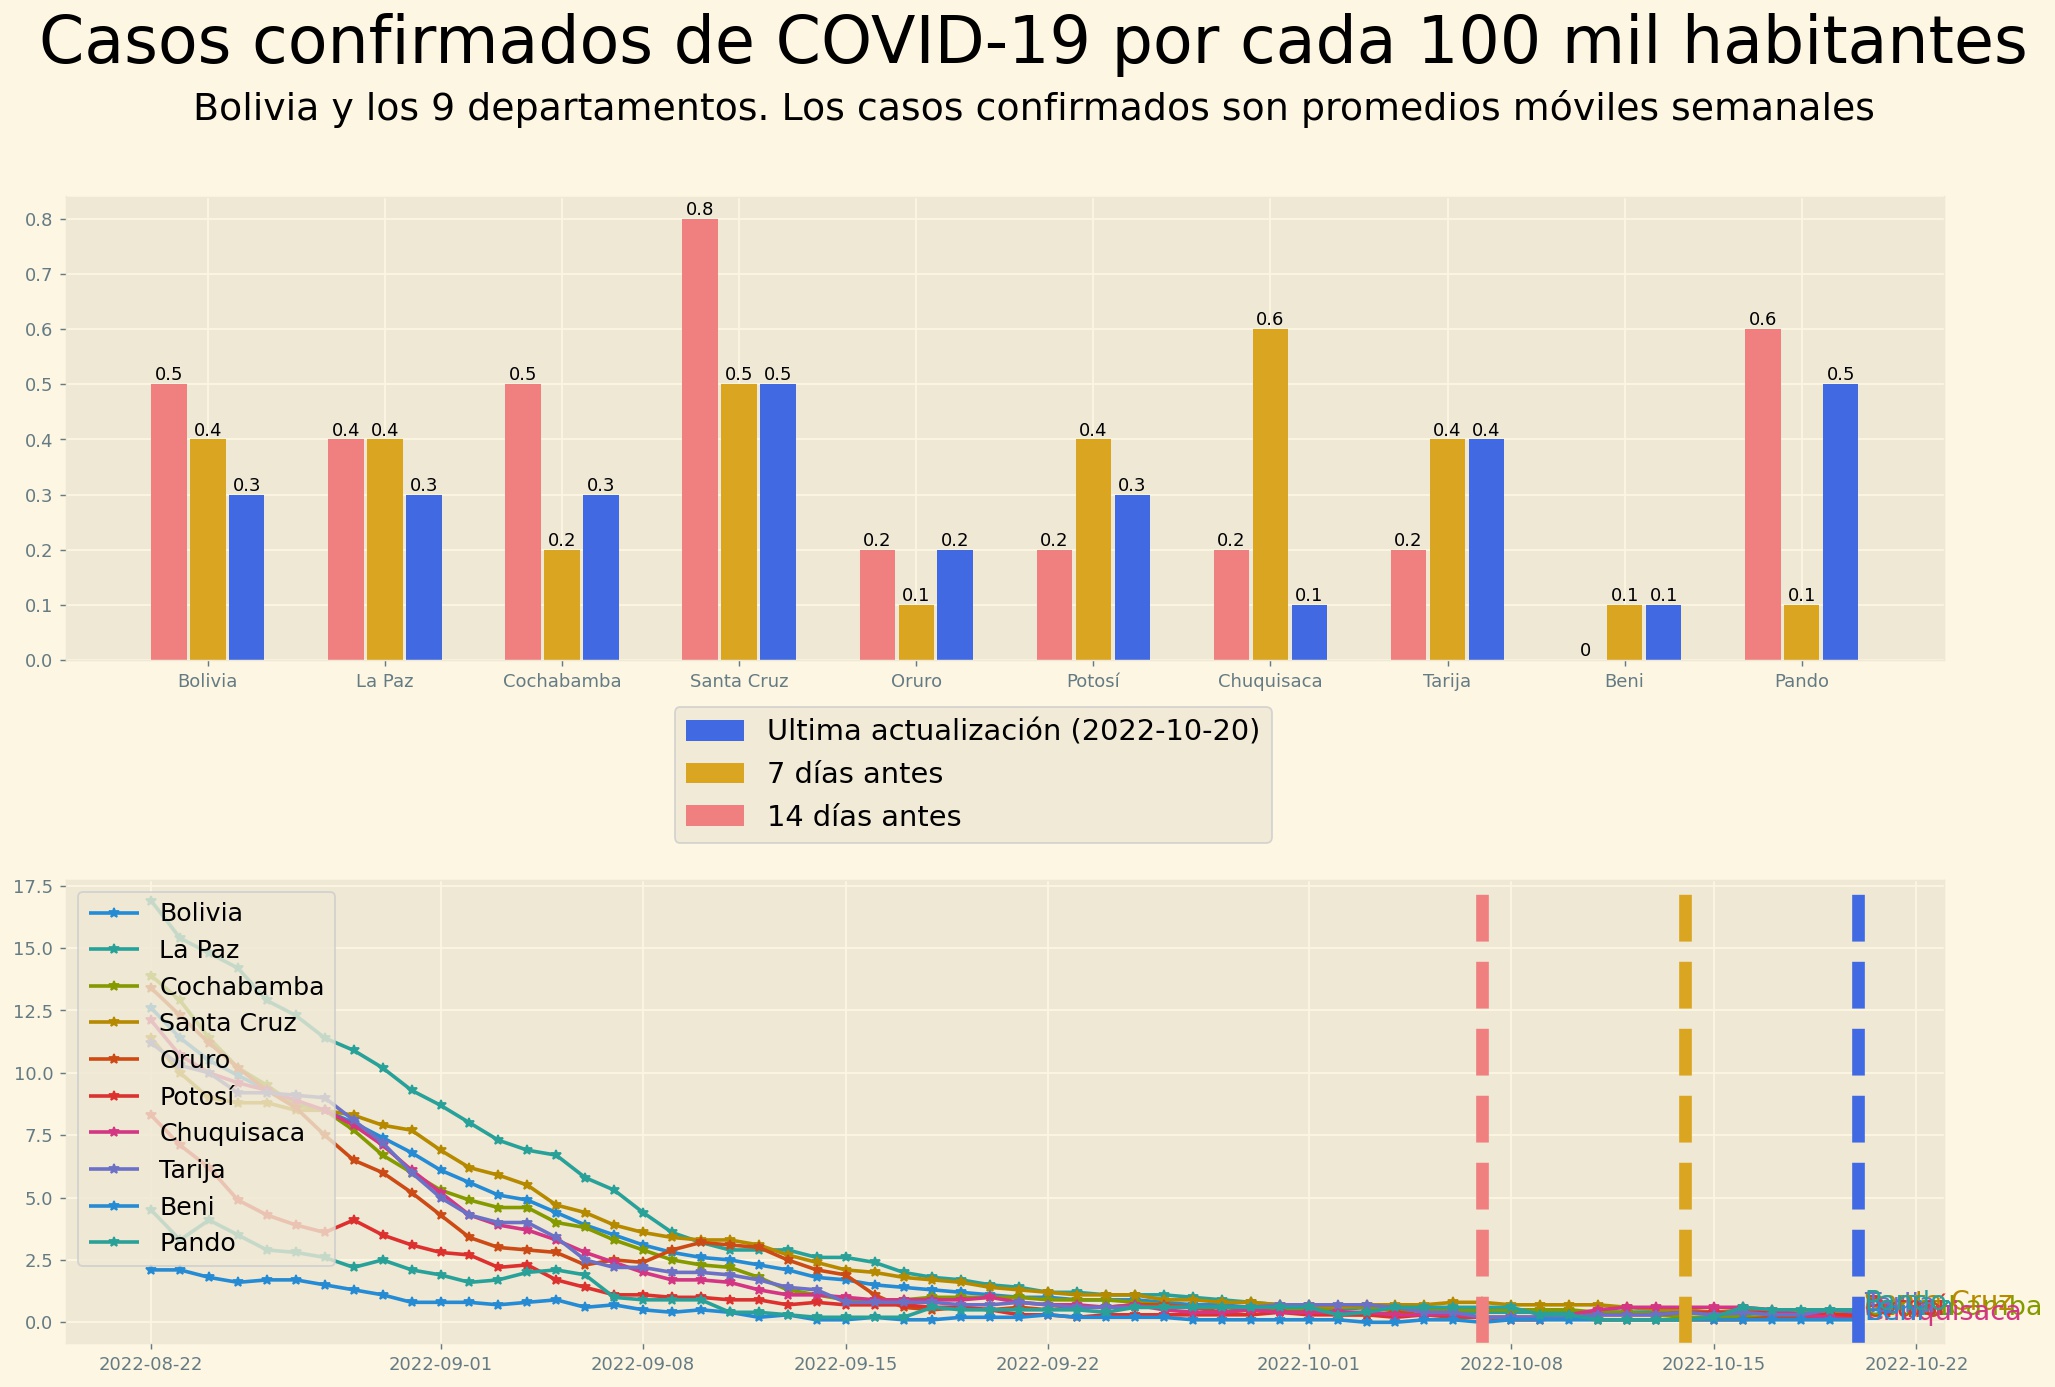 Casos confirmados de COVID-19 por cada 100 mil habitantes
Bolivia y los 9 departamentos. Los casos confirmados son promedios móviles semanales
0.8
0.7
0.6
0.5
0.4
0.3
0.2
0.1
0.0
0.5 0.4 0.3
0.4 0.4 0.3
0.5 0.2 0.3
0.8 0.5 0.5
0.2 0.1 0.2
0.2 0.4 0.3
0.2 0.6 0.1
0.2 0.4 0.4
0 0.1 0.1
0.6 0.1 0.5
Bolivia La Paz Cochabamba Santa Cruz Oruro Potosí Chuquisaca Tarija Beni Pando
Ultima actualización (2022-10-20)
7 días antes
14 días antes
17.5
15.0
12.5
10.0
7.5
5.0
2.5
0.0
Bolivia
La Paz
Cochabamba
Santa Cruz
Oruro
Potosí
Chuquisaca
Tarija
Beni
Pando
2022-08-22 2022-09-01 2022-09-08 2022-09-15 2022-09-22 2022-10-01 2022-10-08 2022-10-15 2022-10-22